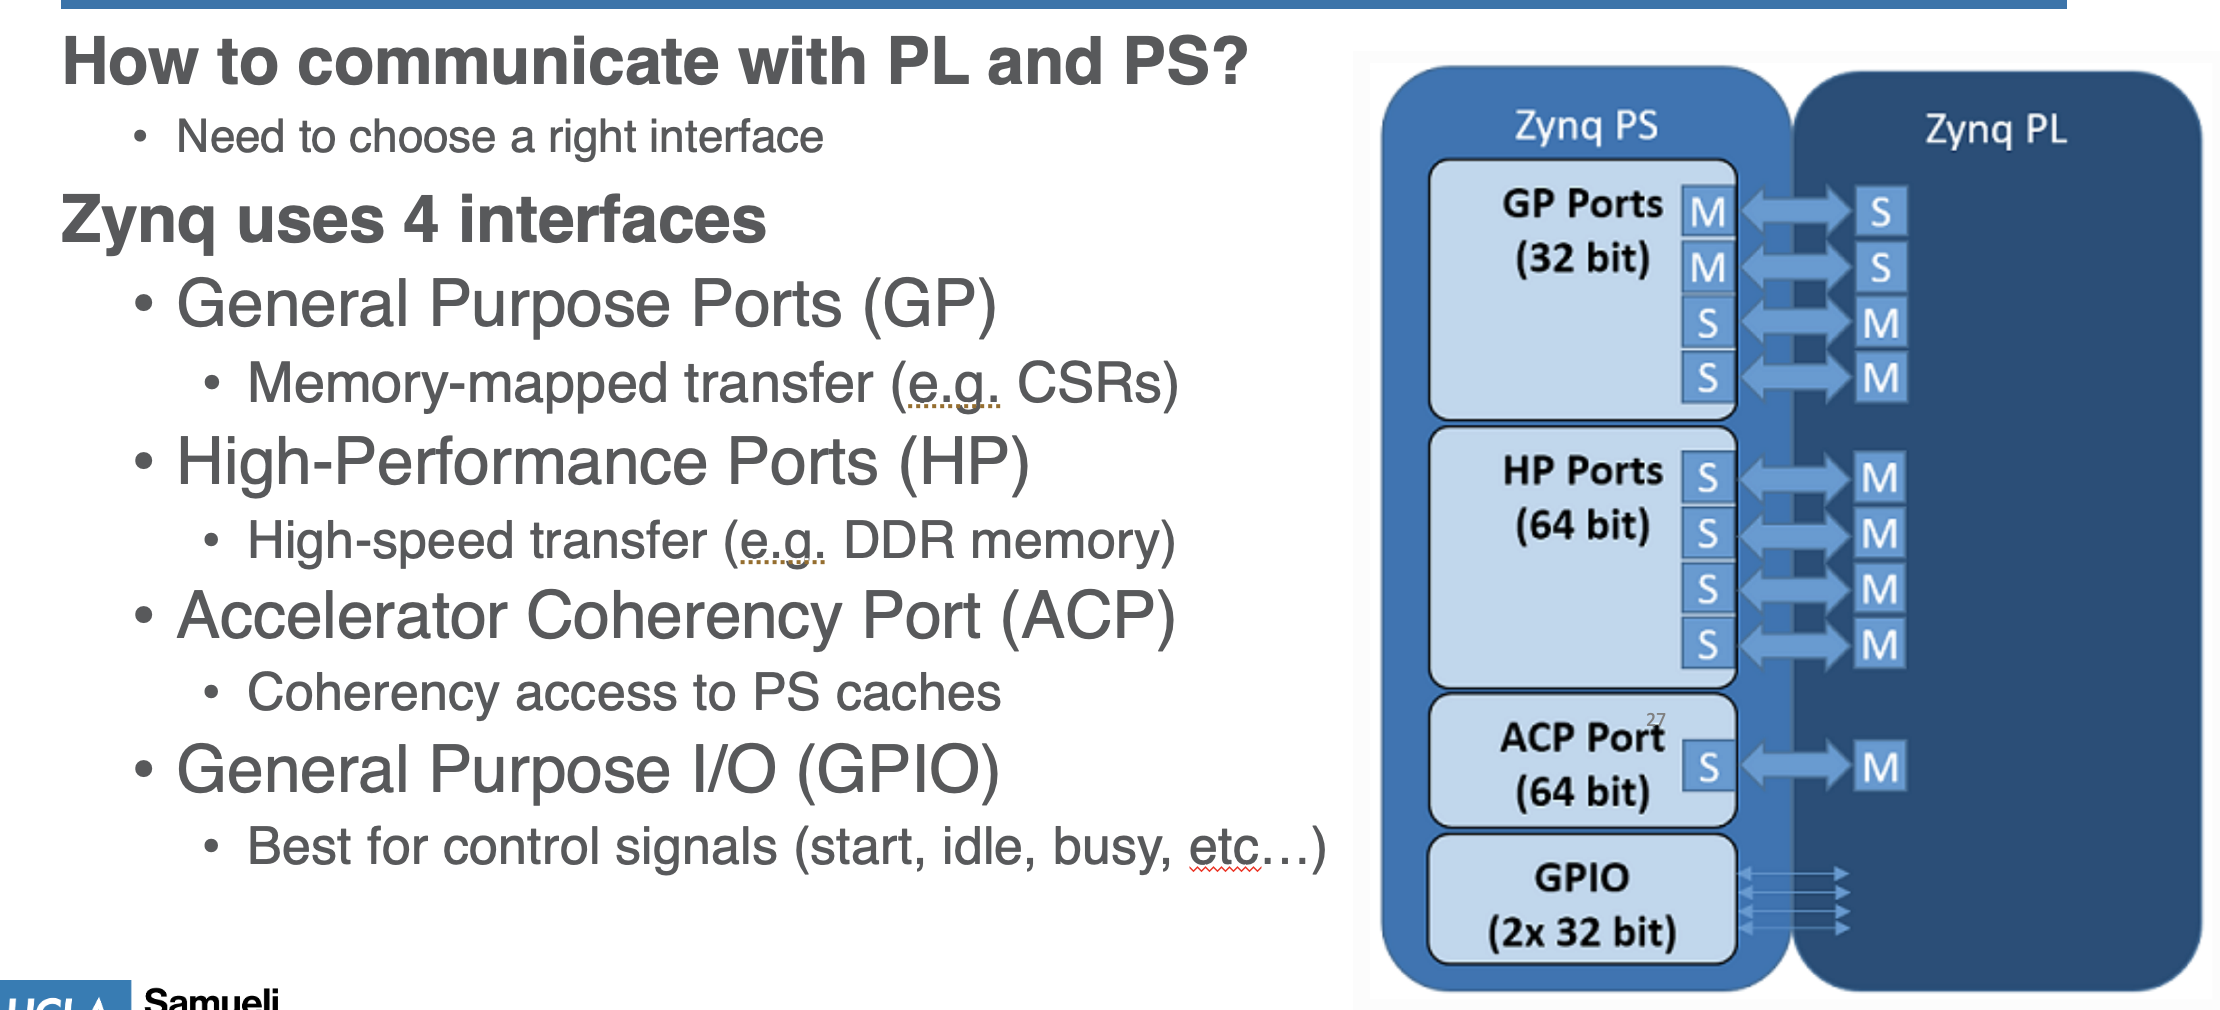 How to communicate with PL and PS?
• Need to choose a right interface
Zynq uses 4 interfaces
• General Purpose Ports (GP)
• Memory-mapped transfer (e.g. CSRs)
• High-Performance Ports (HP)
• High-speed transfer (e.g. DDR memory)
• Accelerator Coherency Port (ACP)
• Coherency access to PS caches
• General Purpose I/O (GPIO)
• Best for control signals (start, idle, busy, etc…)
Zynq PS
Zynq PL
GP Ports
(32 bit)
M S
M S
S M
S M
HP Ports
(64 bit)
S M
S M
S M
S M
27
ACP Port
(64 bit)
S M
GPIO
(2x 32 bit)
UCLA
Samueli